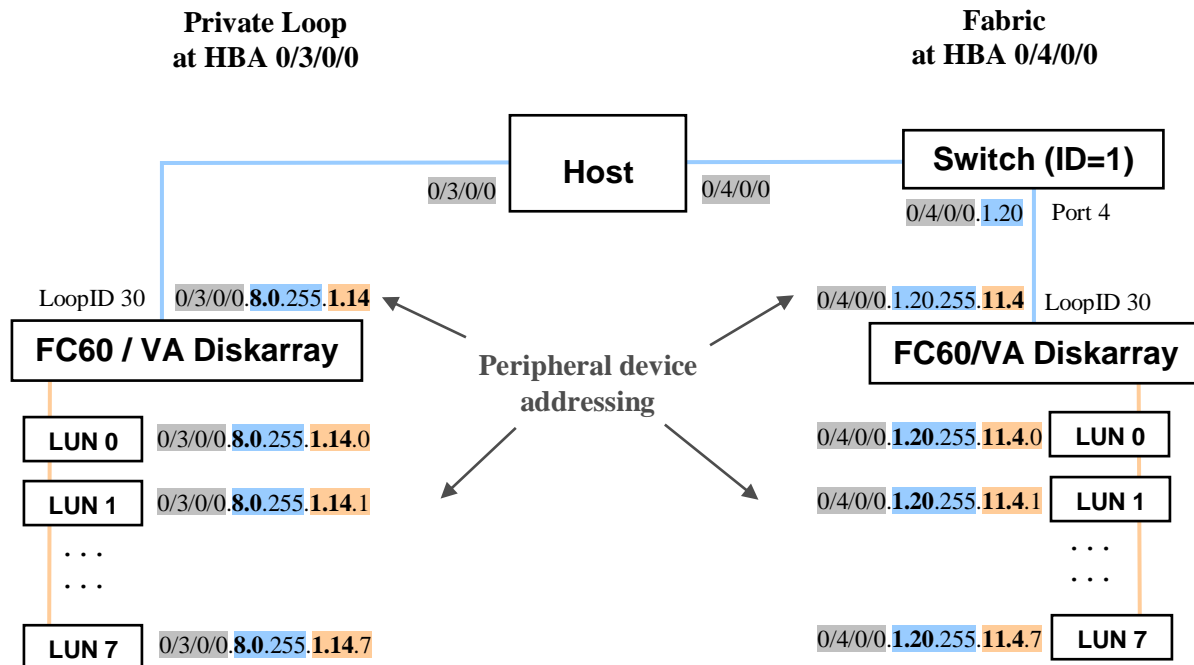 Private Loop
at HBA 0/3/0/0
Fabric
at HBA 0/4/0/0
Host
Switch (ID=1)
0/3/0/0
0/4/0/0
0/4/0/0.1.20
Port 4
LoopID 30
0/3/0/0.8.0.255.1.14
0/4/0/0.1.20.255.11.4
LoopID 30
FC60 / VA Diskarray
FC60/VA Diskarray
Peripheral device
addressing
LUN 0
0/3/0/0.8.0.255.1.14.0
0/4/0/0.1.20.255.11.4.0
LUN 0
LUN 1
0/3/0/0.8.0.255.1.14.1
0/4/0/0.1.20.255.11.4.1
LUN 1
. . .
. . .
. . .
. . .
LUN 7
0/3/0/0.8.0.255.1.14.7
0/4/0/0.1.20.255.11.4.7
LUN 7